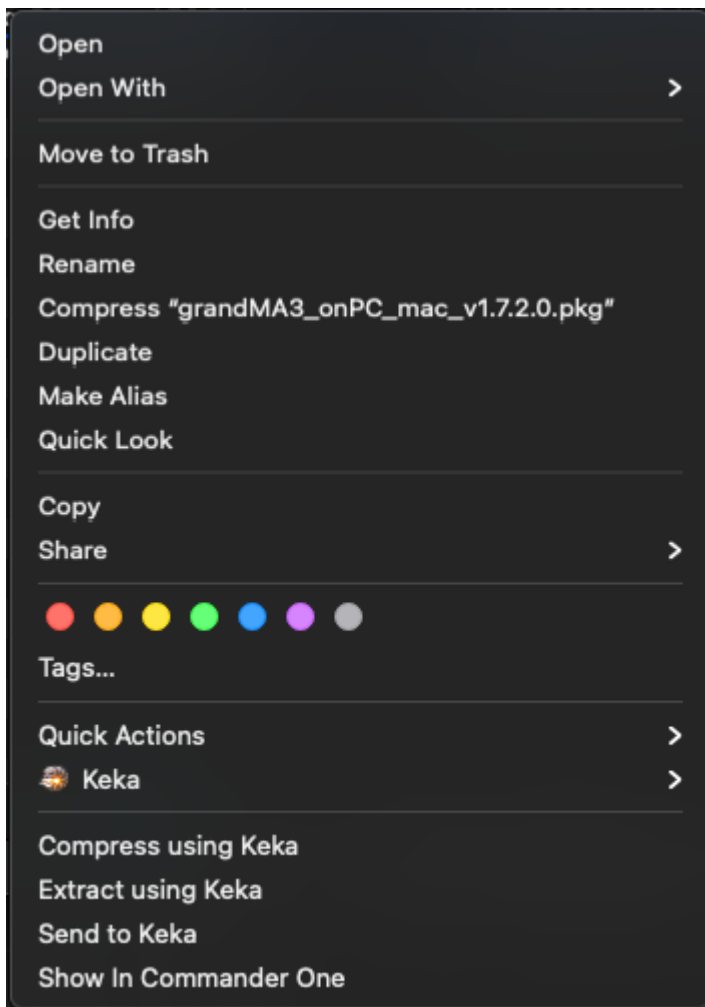 Open
Open With
Move to Trash
Get Info
Rename
Compress “grandMA3_onPC_mac_v1.7.2.0.pkg”
Duplicate
Make Alias
Quick Look
Copy
Share
Tags...
Quick Actions
Keka
Compress using Keka
Extract using Keka
Send to Keka
Show In Commander One